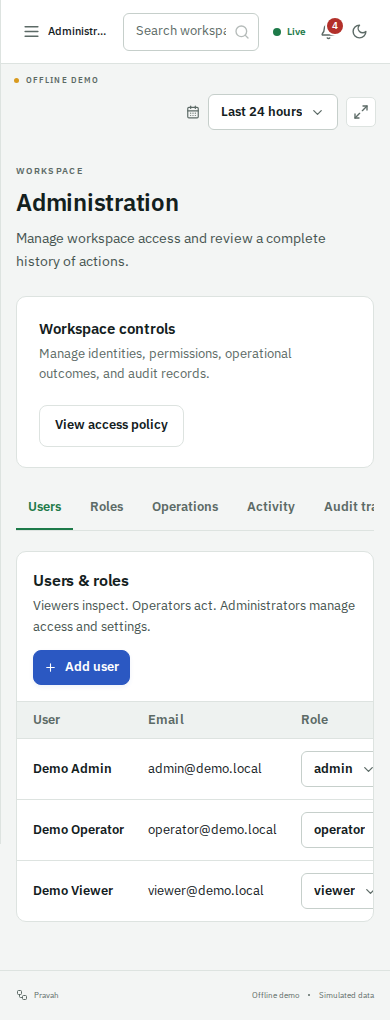 Administr... Search workspa Live 4
OFFLINE DEMO
Last 24 hours
WORKSPACE
Administration
Manage workspace access and review a complete
history of actions.
Workspace controls
Manage identities, permissions, operational
outcomes, and audit records.
View access policy
Users Roles Operations Activity Audit tra
Users & roles
Viewers inspect. Operators act. Administrators manage
access and settings.
+ Add user
User Email Role
Demo Admin admin@demo.local admin
Demo Operator operator@demo.local operator
Demo Viewer viewer@demo.local viewer
Pravah Offline demo • Simulated data